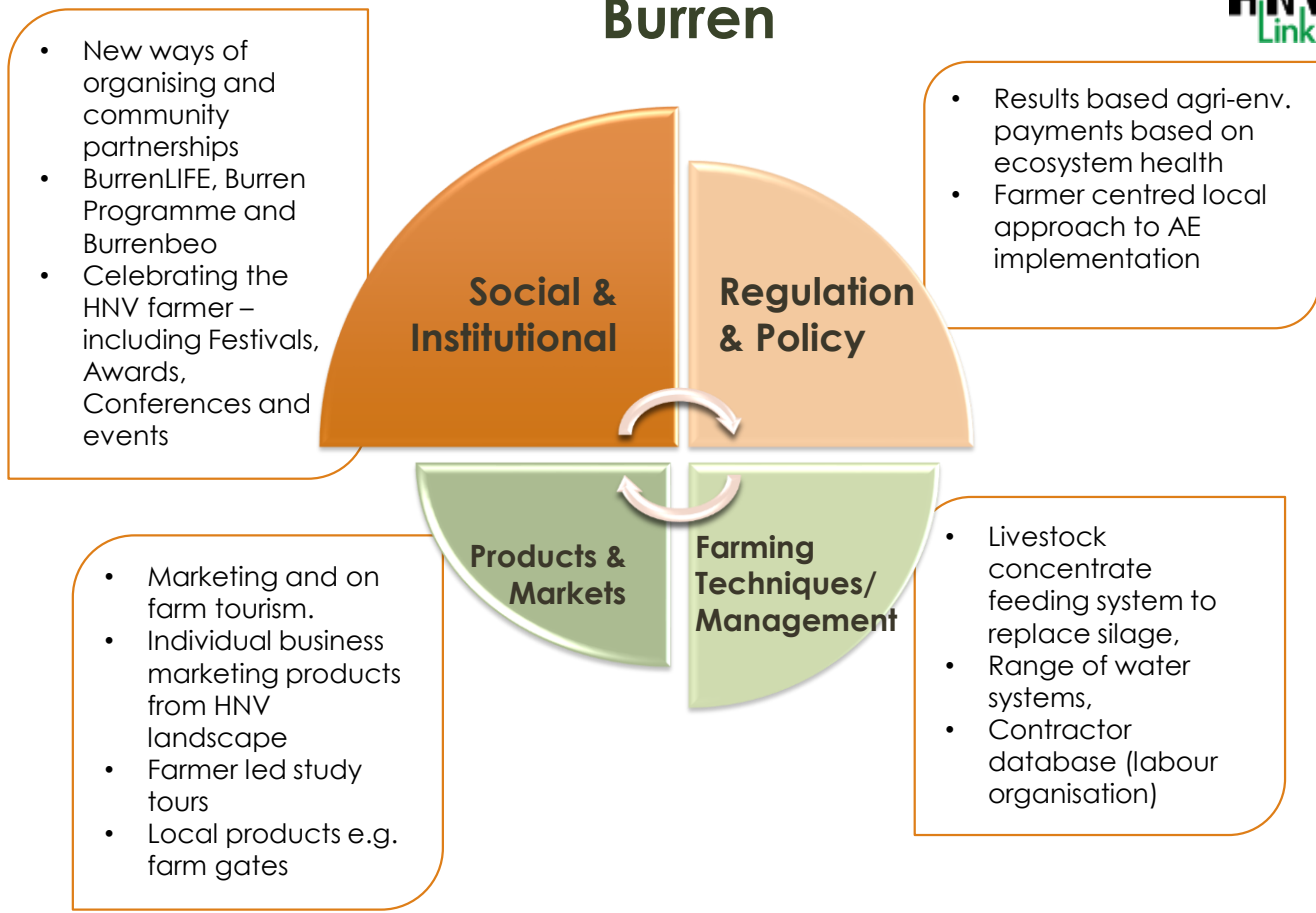 Burren
HNV
Link
• New ways of
organising and
community
partnerships
• BurrenLIFE, Burren
Programme and
Burrenbeo
• Celebrating the
HNV farmer –
including Festivals,
Awards,
Conferences and
events
• Results based agri-env.
payments based on
ecosystem health
• Farmer centred local
approach to AE
implementation
Social &
Institutional
Regulation
& Policy
Products &
Markets
Farming
Techniques/
Management
• Marketing and on
farm tourism.
• Individual business
marketing products
from HNV
landscape
• Farmer led study
tours
• Local products e.g.
farm gates
• Livestock
concentrate
feeding system to
replace silage,
• Range of water
systems,
• Contractor
database (labour
organisation)